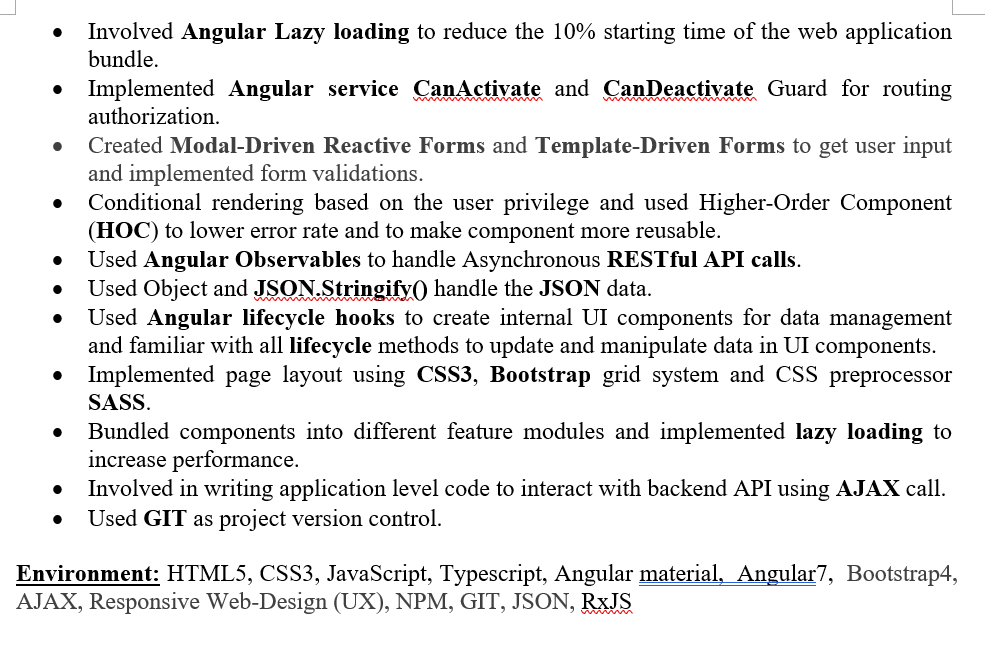 • Involved Angular Lazy loading to reduce the 10% starting time of the web application
bundle.
• Implemented Angular service CanActivate and CanDeactivate Guard for routing
authorization.
• Created Modal-Driven Reactive Forms and Template-Driven Forms to get user input
and implemented form validations.
• Conditional rendering based on the user privilege and used Higher-Order Component
(HOC) to lower error rate and to make component more reusable.
• Used Angular Observables to handle Asynchronous RESTful API calls.
• Used Object and JSON.Stringify() handle the JSON data.
• Used Angular lifecycle hooks to create internal UI components for data management
and familiar with all lifecycle methods to update and manipulate data in UI components.
• Implemented page layout using CSS3, Bootstrap grid system and CSS preprocessor
SASS.
• Bundled components into different feature modules and implemented lazy loading to
increase performance.
• Involved in writing application level code to interact with backend API using AJAX call.
• Used GIT as project version control.
Environment: HTML5, CSS3, JavaScript, Typescript, Angular material, Angular7, Bootstrap4,
AJAX, Responsive Web-Design (UX), NPM, GIT, JSON, RxJS